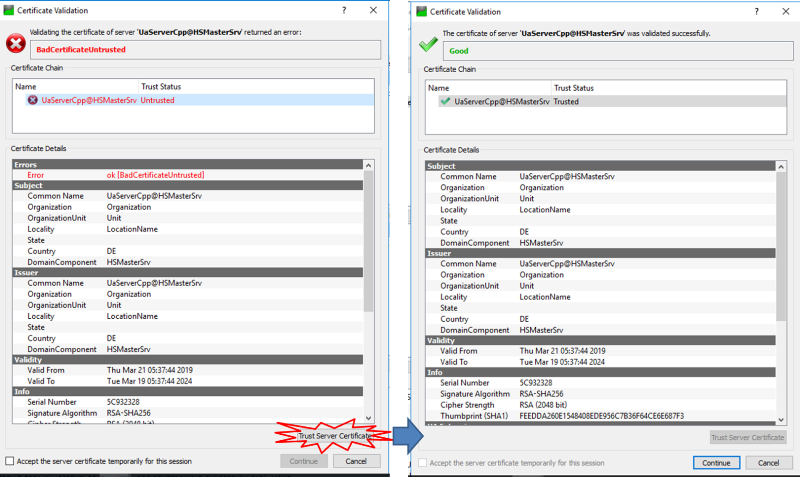 Certificate Validation
?
Validating the certificate of server 'UaServerCpp@HSMasterSrv' returned an error:
BadCertificateUntrusted
Certificate Chain
Name Trust Status
UaServerCpp@HSMasterSrv Untrusted
Certificate Details
Errors
Error ok [BadCertificateUntrusted]
Subject
Common Name UaServerCpp@HSMasterSrv
Organization Organization
OrganizationUnit Unit
Locality LocationName
State
Country DE
DomainComponent HSMasterSrv
Issuer
Common Name UaServerCpp@HSMasterSrv
Organization Organization
OrganizationUnit Unit
Locality LocationName
State
Country DE
DomainComponent HSMasterSrv
Validity
Valid From Thu Mar 21 05:37:44 2019
Valid To Tue Mar 19 05:37:44 2024
Info
Serial Number 5C932328
Signature Algorithm RSA-SHA256
Cipher Strength RSA (2048 bit)
Trust Server Certificate
Accept the server certificate temporarily for this session
Continue Cancel
Certificate Validation
?
The certificate of server 'UaServerCpp@HSMasterSrv' was validated successfully.
Good
Certificate Chain
Name Trust Status
UaServerCpp@HSMasterSrv Trusted
Certificate Details
Subject
Common Name UaServerCpp@HSMasterSrv
Organization Organization
OrganizationUnit Unit
Locality LocationName
State
Country DE
DomainComponent HSMasterSrv
Issuer
Common Name UaServerCpp@HSMasterSrv
Organization Organization
OrganizationUnit Unit
Locality LocationName
State
Country DE
DomainComponent HSMasterSrv
Validity
Valid From Thu Mar 21 05:37:44 2019
Valid To Tue Mar 19 05:37:44 2024
Info
Serial Number 5C932328
Signature Algorithm RSA-SHA256
Cipher Strength RSA (2048 bit)
Thumbprint (SHA1) FEEDDA260E1548408EDE956C7B36F64CE6E687F3
Trust Server Certificate
Accept the server certificate temporarily for this session
Continue Cancel